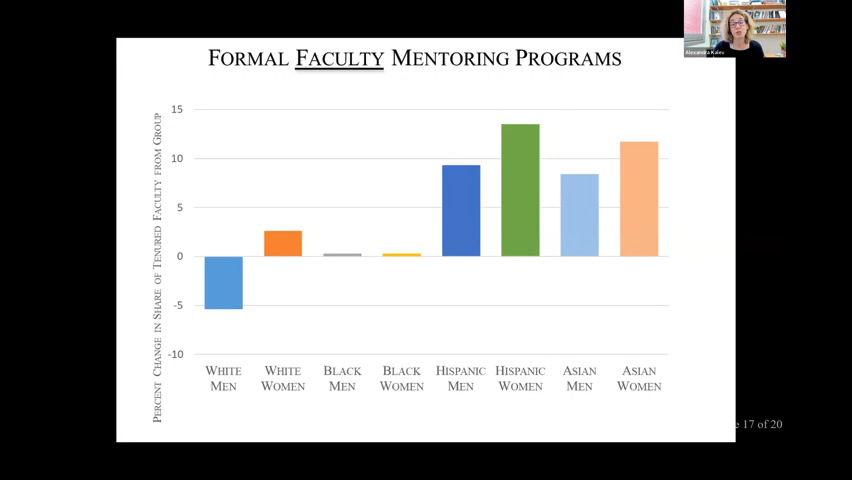 FORMAL FACULTY MENTORING PROGRAMS
Alexandra Kalev
PERCENT CHANGE IN SHARE OF TENURED FACULTY FROM GROUP
15
10
5
0
-5
-10
WHITE MEN
WHITE WOMEN
BLACK MEN
BLACK WOMEN
HISPANIC MEN
HISPANIC WOMEN
ASIAN MEN
ASIAN WOMEN
e 17 of 20